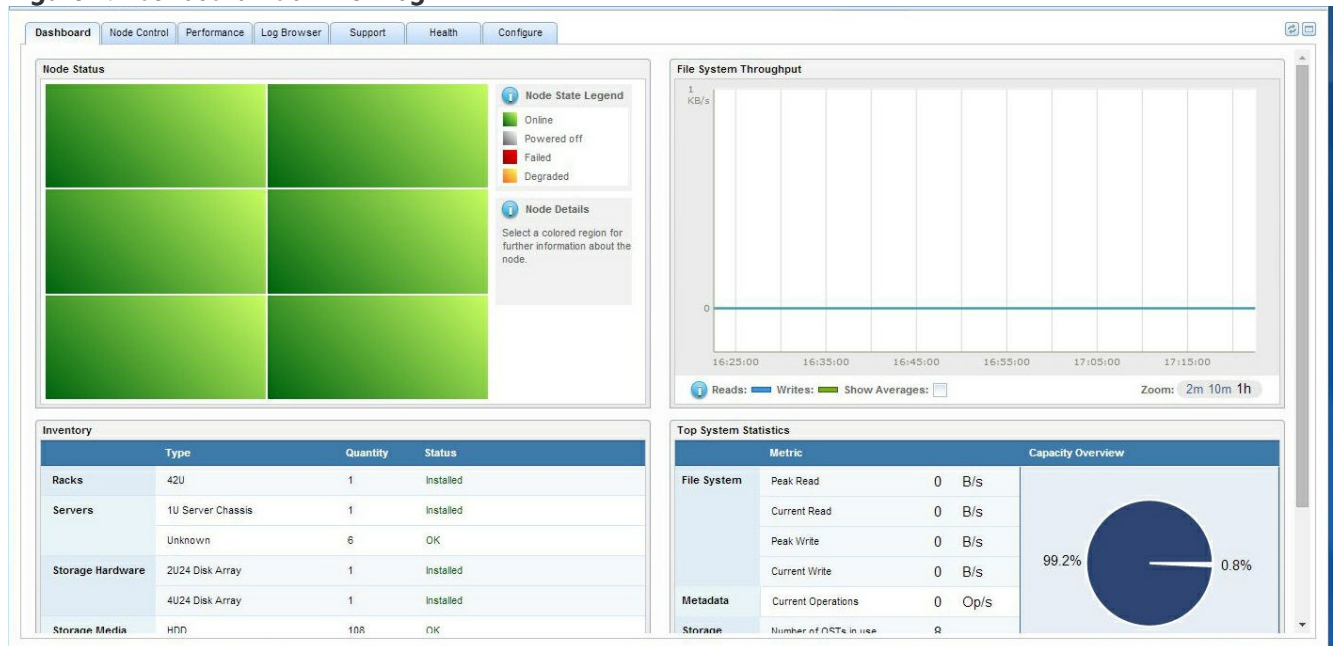 Dashboard Node Control Performance Log Browser Support Health Configure
Node Status
Node State Legend
Online
Powered off
Failed
Degraded
Node Details
Select a colored region for
further information about the
node.
File System Throughput
1
KB/s
0
16:25:00 16:35:00 16:45:00 16:55:00 17:05:00 17:15:00
Reads: Writes: Show Averages: Zoom: 2m 10m 1h
Inventory
Type Quantity Status
Racks 42U 1 Installed
Servers 1U Server Chassis 1 Installed
Unknown 6 OK
Storage Hardware 2U24 Disk Array 1 Installed
4U24 Disk Array 1 Installed
Storage Media HDD 108 OK
Top System Statistics
Metric Capacity Overview
File System Peak Read 0 B/s
Current Read 0 B/s
Peak Write 0 B/s
Current Write 0 B/s
Metadata Current Operations 0 Op/s
Storage Number of OSTs in use 8
99.2% 0.8%